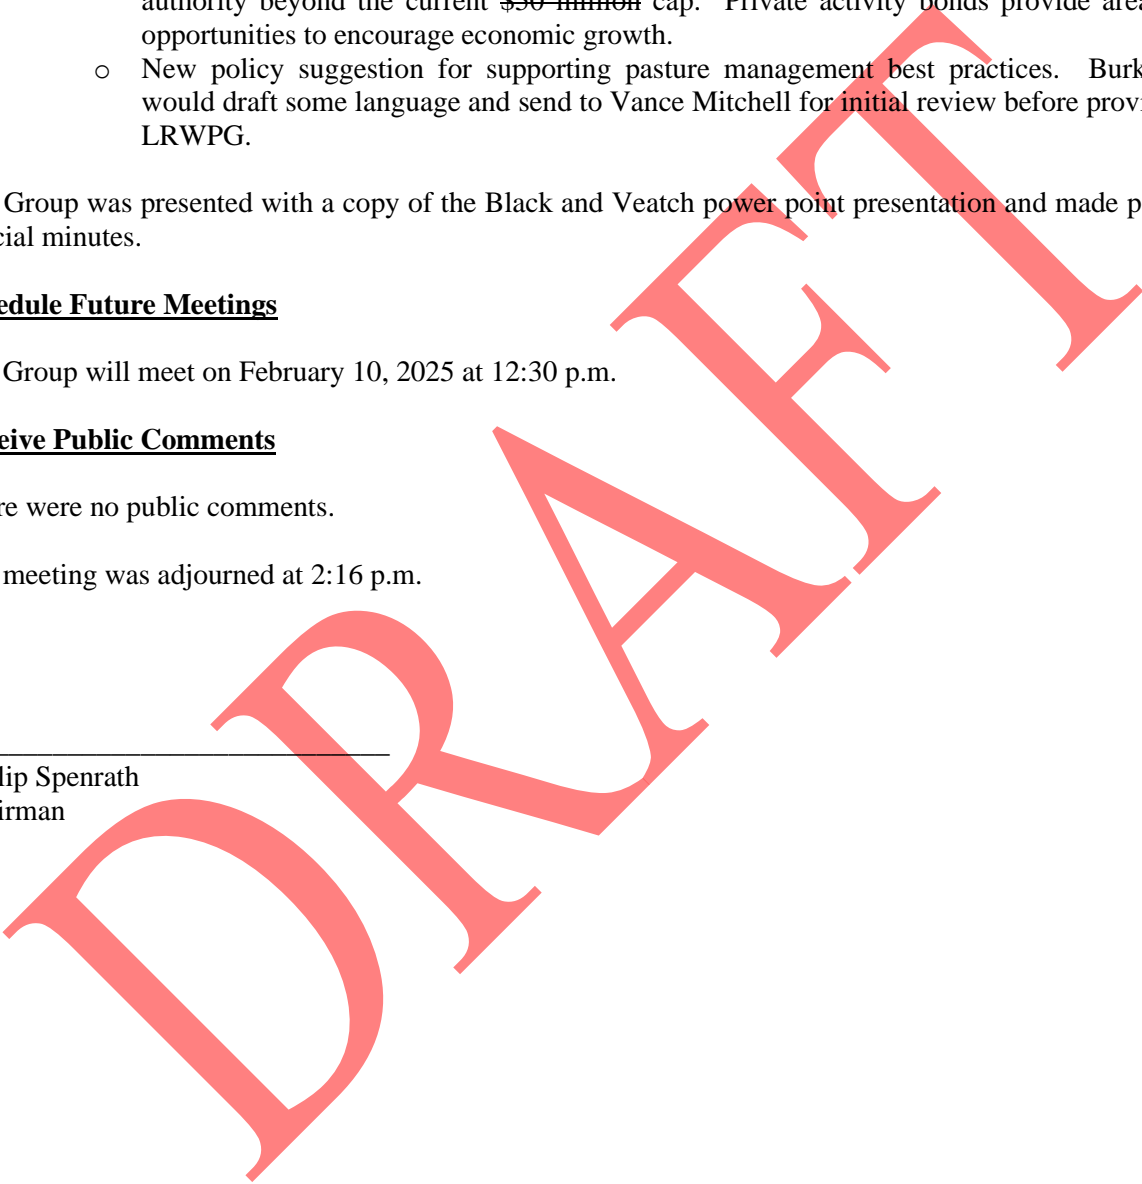 authority beyond the current $50 million cap. Private activity bonds provide area
opportunities to encourage economic growth.
o New policy suggestion for supporting pasture management best practices. Burk
would draft some language and send to Vance Mitchell for initial review before provi
LRWPG.
Group was presented with a copy of the Black and Veatch power point presentation and made p
cial minutes.
edule Future Meetings
Group will meet on February 10, 2025 at 12:30 p.m.
eive Public Comments
re were no public comments.
meeting was adjourned at 2:16 p.m.
lip Spenrath
irman
DRAFT